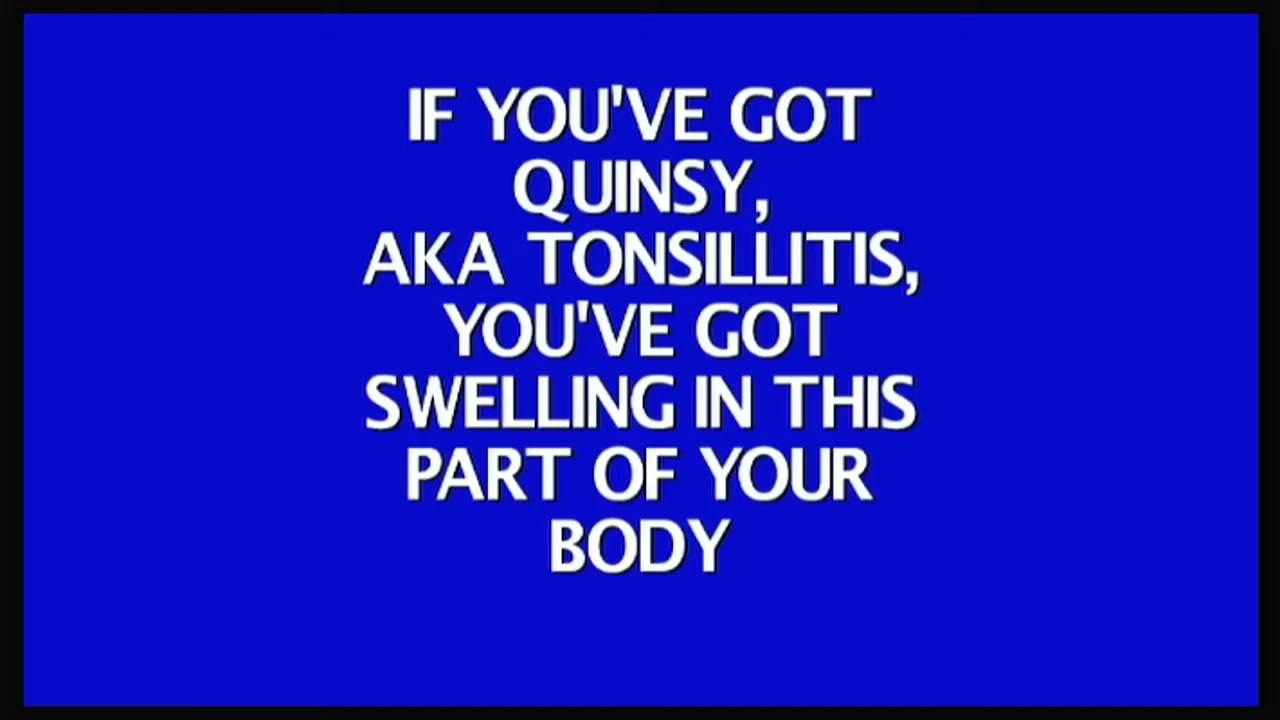 IF YOU'VE GOT
QUINSY,
AKA TONSILLITIS,
YOU'VE GOT
SWELLING IN THIS
PART OF YOUR
BODY